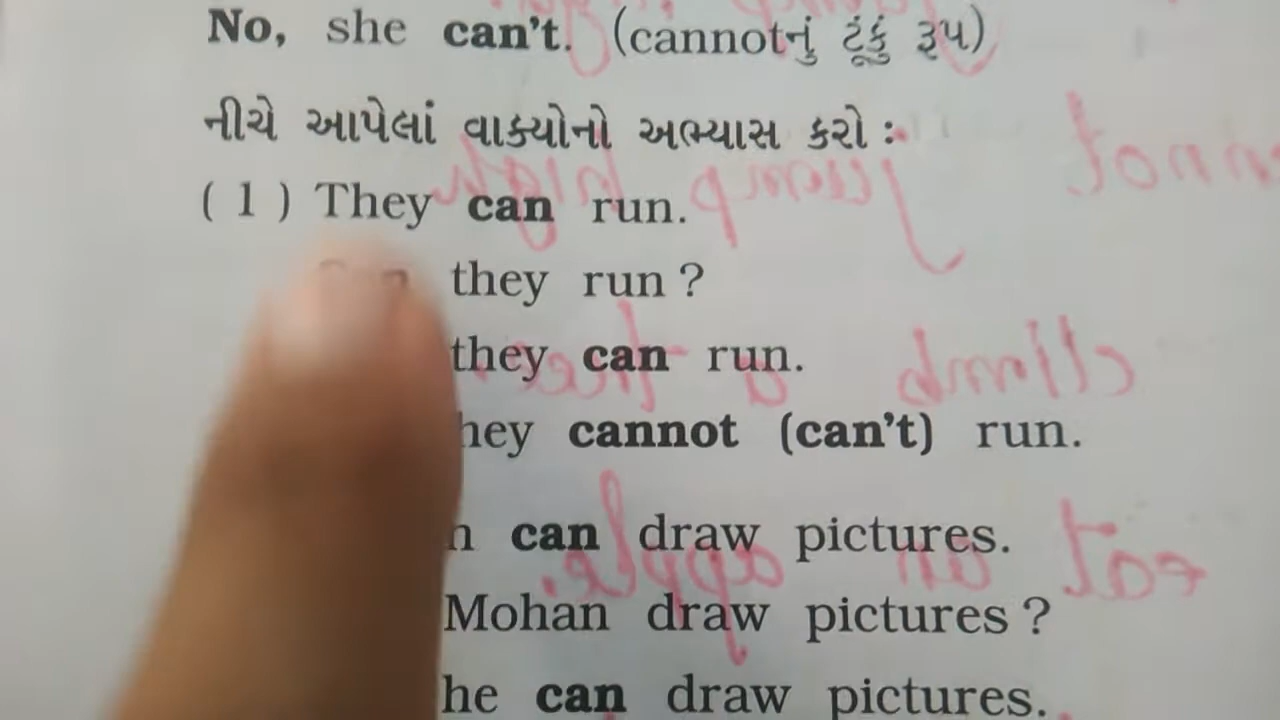 No, she can't. (cannotનું ટૂંકું રૂપ)
નીચે આપેલાં વાક્યોનો અભ્યાસ કરો :
( 1 ) They can run.
they run ?
they can run.
cannot (can't) run.
can draw pictures.
Mohan draw pictures ?
he can draw pictures.